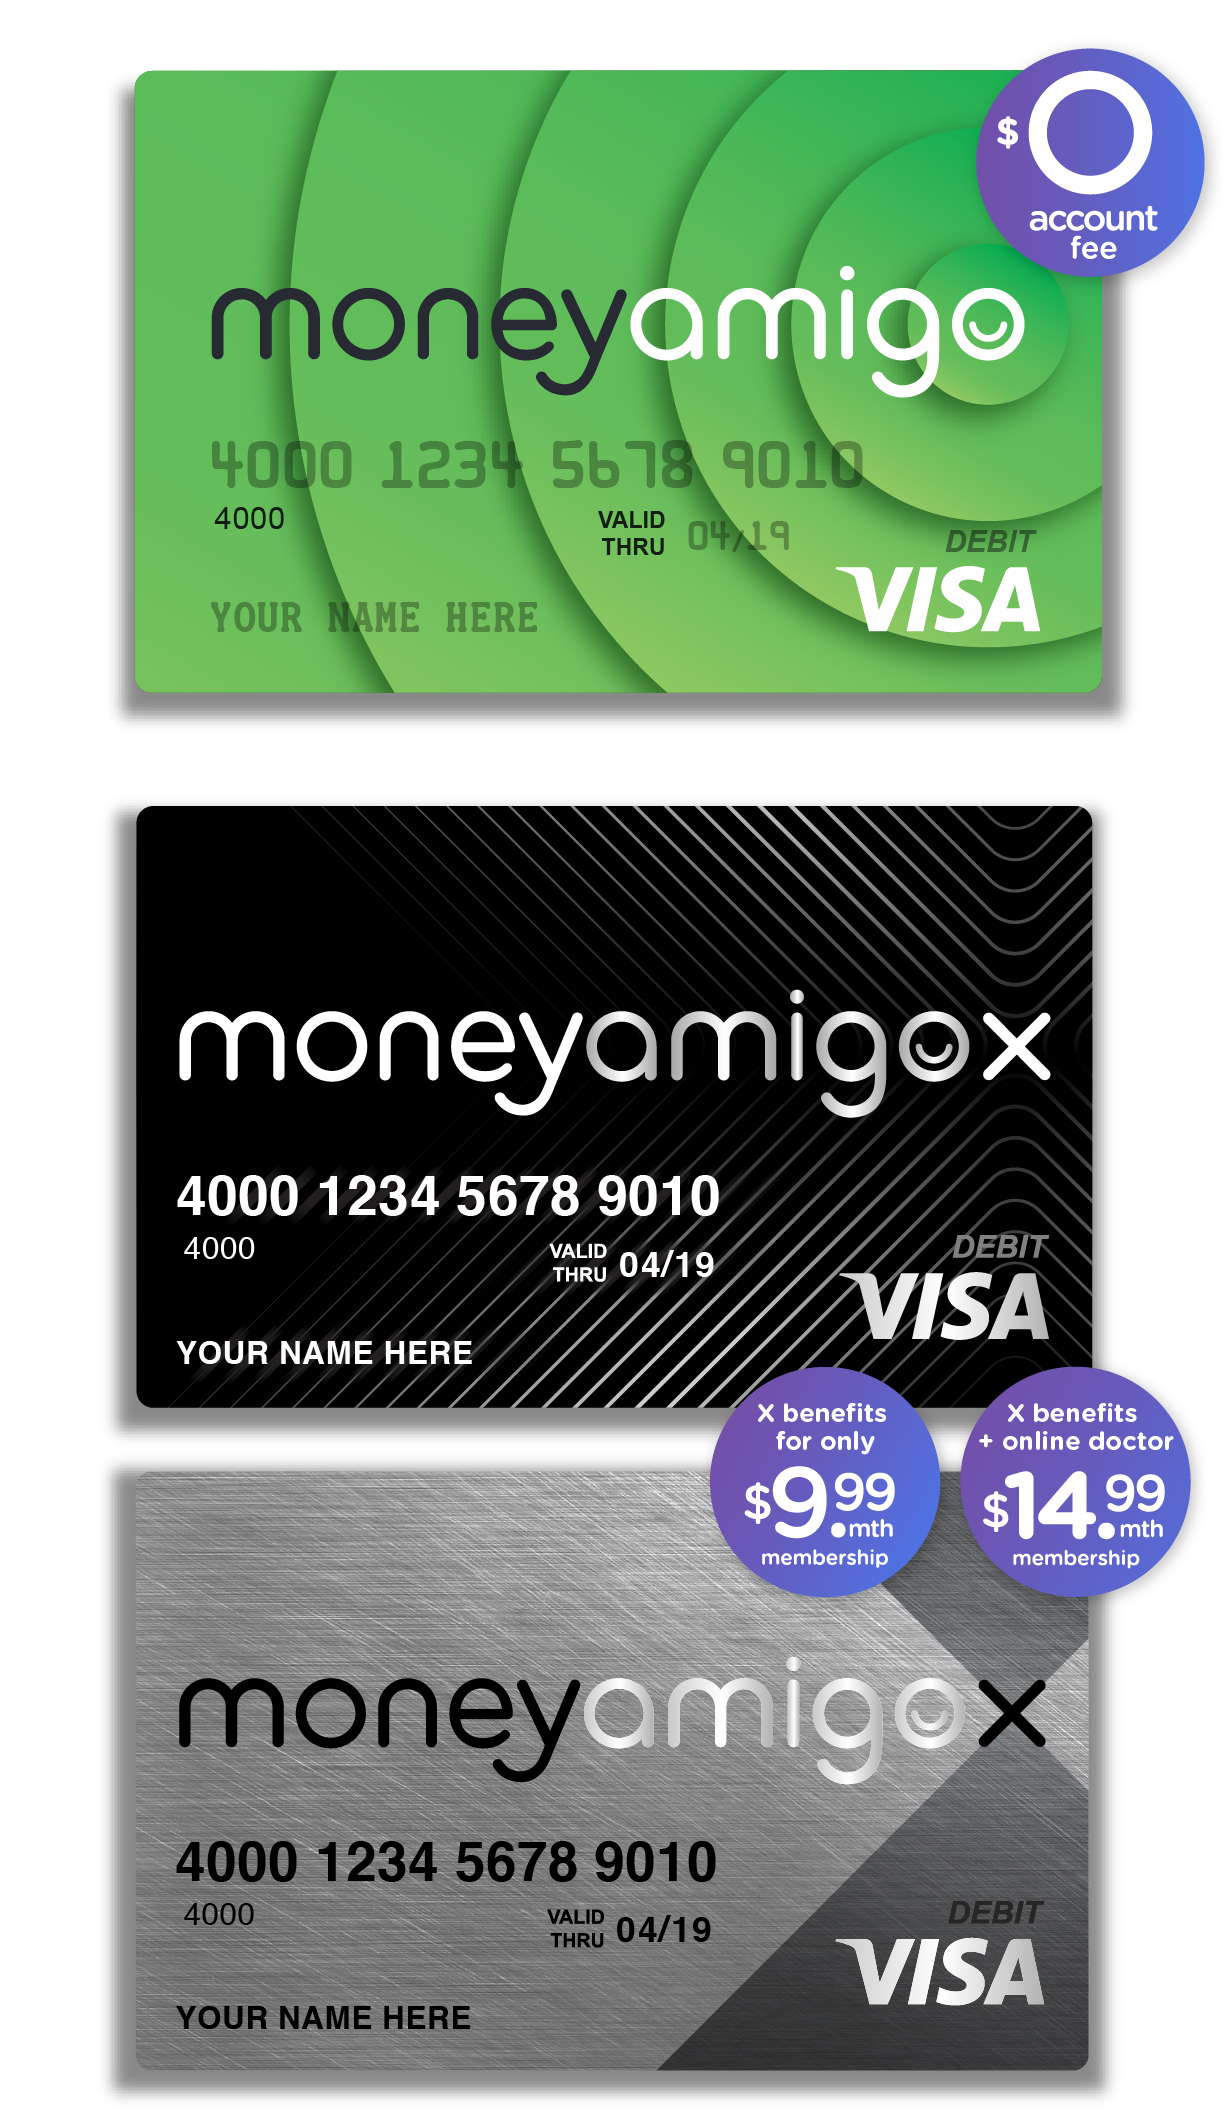 $0
account
fee
moneyamigo
4000 1234 5678 9010
4000
VALID
THRU 04/19
DEBIT
YOUR NAME HERE
VISA
moneyamigox
4000 1234 5678 9010
4000
VALID
THRU 04/19
DEBIT
VISA
YOUR NAME HERE
X benefits
for only
$9.99
mth
membership
X benefits
+ online doctor
$14.99
mth
membership
moneyamigox
4000 1234 5678 9010
4000
VALID
THRU 04/19
DEBIT
VISA
YOUR NAME HERE